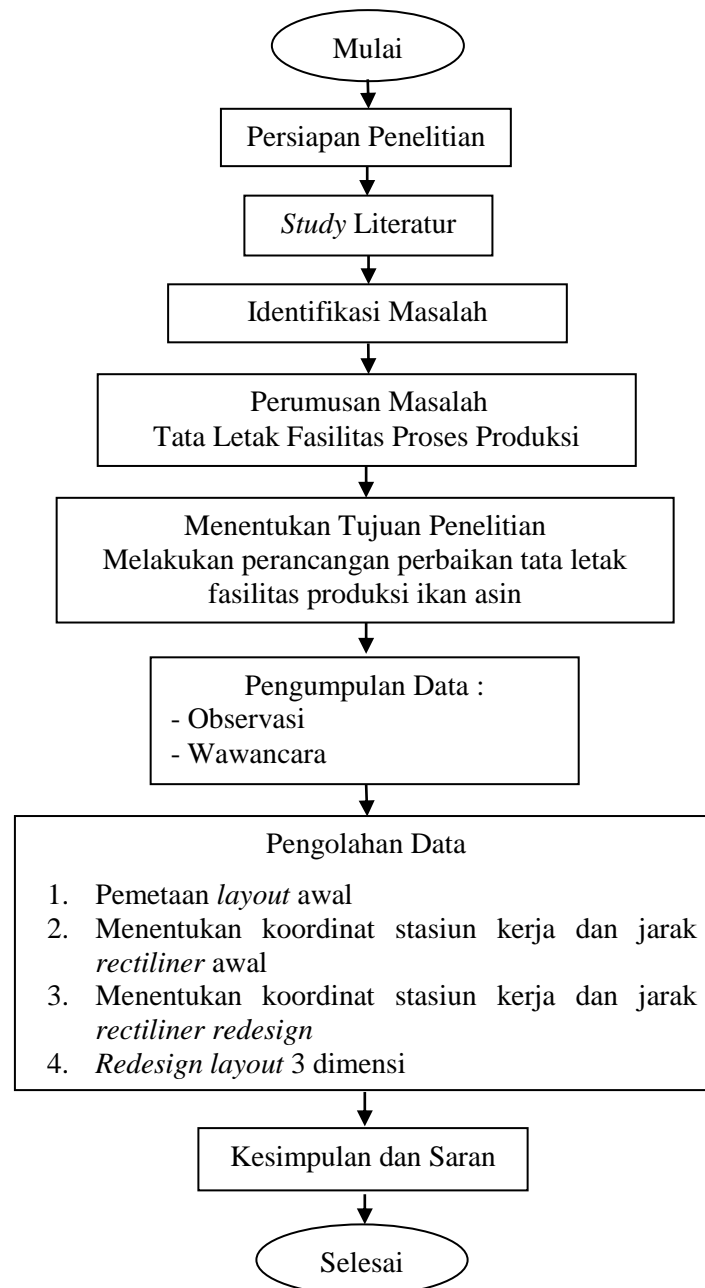 Mulai
Persiapan Penelitian
Study Literatur
Identifikasi Masalah
Perumusan Masalah
Tata Letak Fasilitas Proses Produksi
Menentukan Tujuan Penelitian
Melakukan perancangan perbaikan tata letak
fasilitas produksi ikan asin
Pengumpulan Data :
- Observasi
- Wawancara
Pengolahan Data
1. Pemetaan layout awal
2. Menentukan koordinat stasiun kerja dan jarak
rectiliner awal
3. Menentukan koordinat stasiun kerja dan jarak
rectiliner redesign
4. Redesign layout 3 dimensi
Kesimpulan dan Saran
Selesai